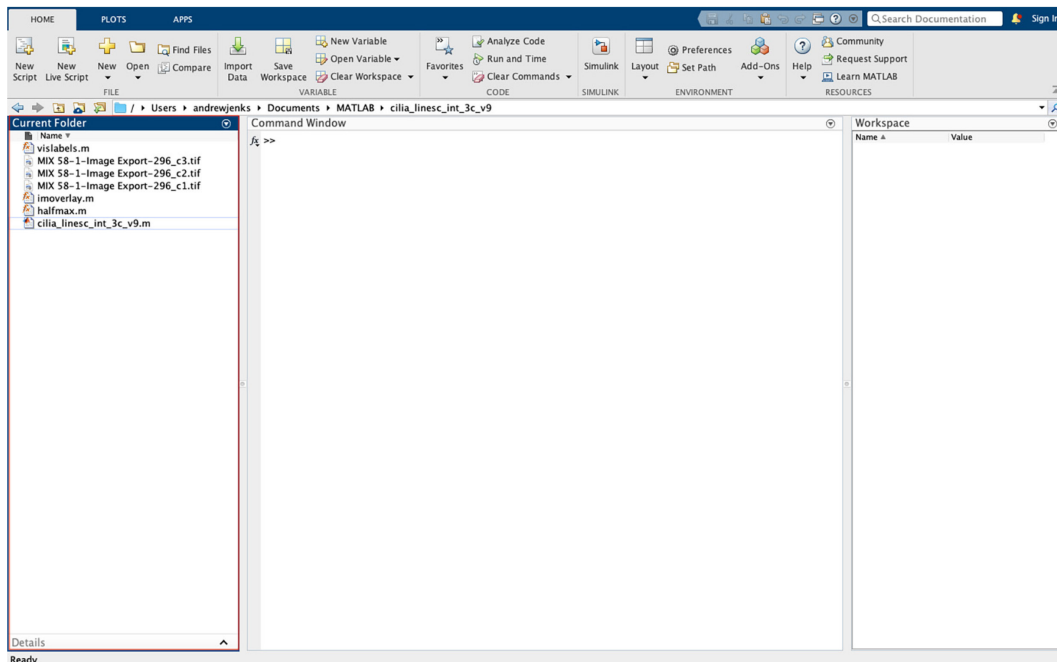 HOME PLOTS APPS Search Documentation Sign In
New Script
New Live Script
New
Open
Find Files
Compare
FILE
Import Data
Save Workspace
New Variable
Open Variable
Clear Workspace
VARIABLE
Favorites
Analyze Code
Run and Time
Clear Commands
CODE
Simulink
SIMULINK
Layout
Preferences
Set Path
Add-Ons
ENVIRONMENT
Help
Community
Request Support
Learn MATLAB
RESOURCES
/ Users andrewjenks Documents MATLAB cilia_linesc_int_3c_v9
Current Folder
Name
vislabels.m
MIX 58-1-Image Export-296_c3.tif
MIX 58-1-Image Export-296_c2.tif
MIX 58-1-Image Export-296_c1.tif
imoverlay.m
halfmax.m
cilia_linesc_int_3c_v9.m
Details
Command Window
fx >>
Workspace
Name Value
Ready